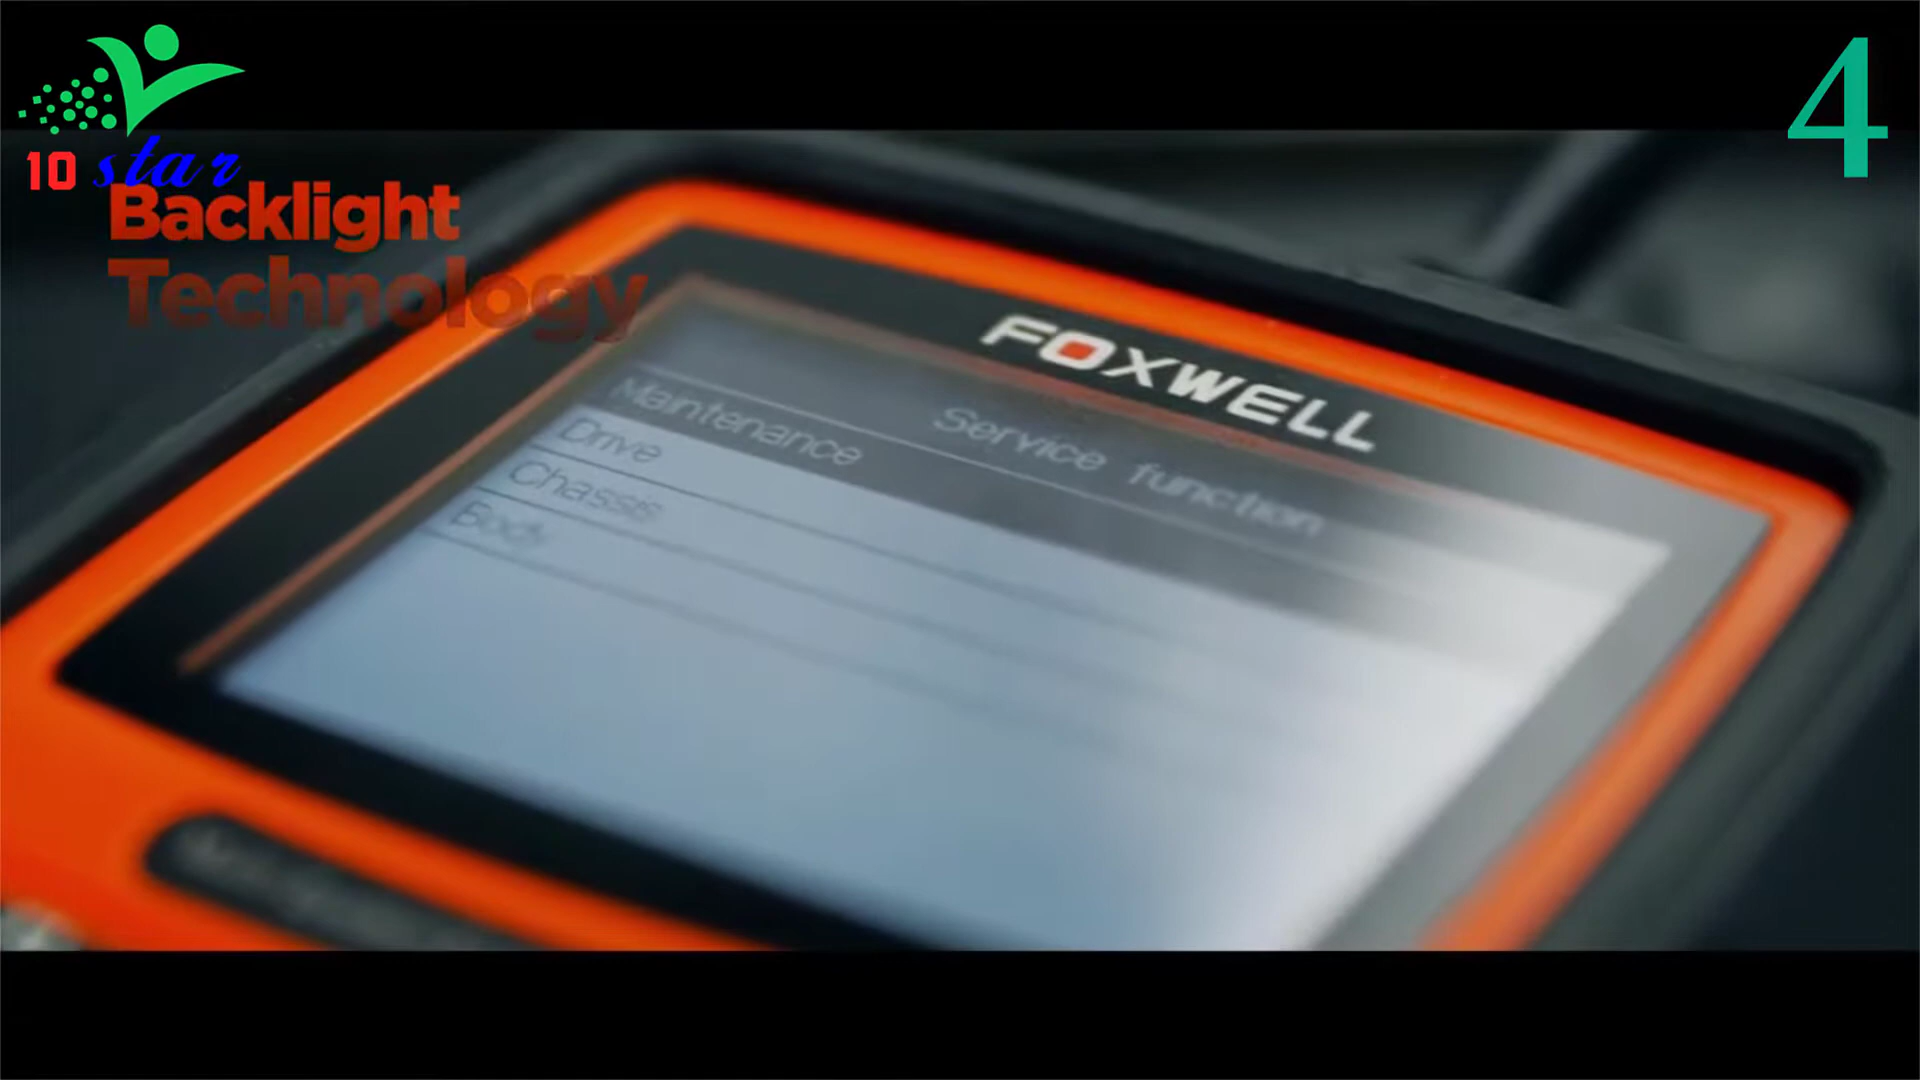 4
10 star
Backlight
Technology
FOXWELL
Service function
Maintenance
Drive
Chassis
Body